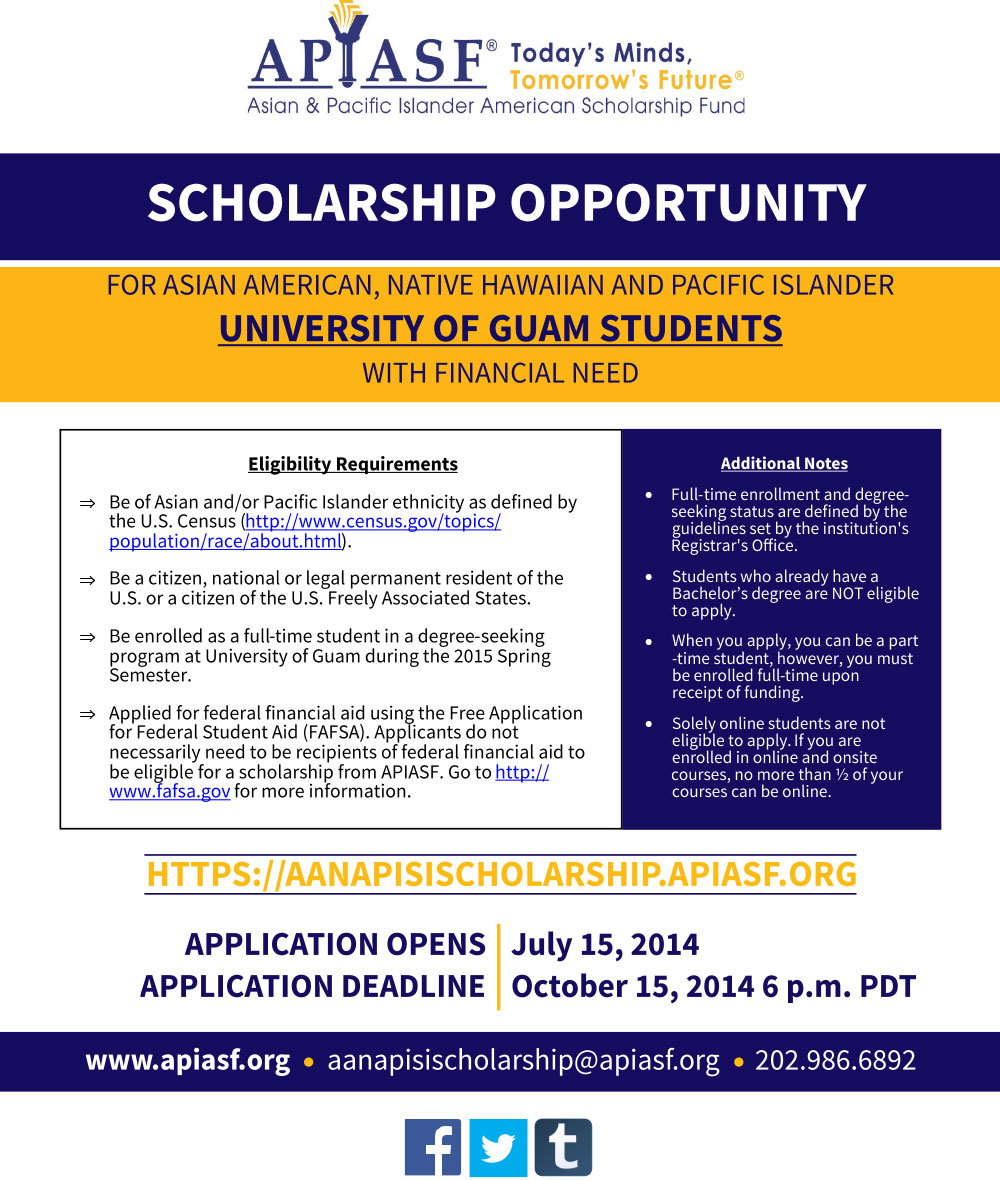 APIASF® Today's Minds,
Tomorrow's Future®
Asian & Pacific Islander American Scholarship Fund
SCHOLARSHIP OPPORTUNITY
FOR ASIAN AMERICAN, NATIVE HAWAIIAN AND PACIFIC ISLANDER
UNIVERSITY OF GUAM STUDENTS
WITH FINANCIAL NEED
Eligibility Requirements
⇒ Be of Asian and/or Pacific Islander ethnicity as defined by
the U.S. Census (http://www.census.gov/topics/
population/race/about.html).
⇒ Be a citizen, national or legal permanent resident of the
U.S. or a citizen of the U.S. Freely Associated States.
⇒ Be enrolled as a full-time student in a degree-seeking
program at University of Guam during the 2015 Spring
Semester.
⇒ Applied for federal financial aid using the Free Application
for Federal Student Aid (FAFSA). Applicants do not
necessarily need to be recipients of federal financial aid to
be eligible for a scholarship from APIASF. Go to http://
www.fafsa.gov for more information.
Additional Notes
• Full-time enrollment and degree-
seeking status are defined by the
guidelines set by the institution's
Registrar's Office.
• Students who already have a
Bachelor's degree are NOT eligible
to apply.
• When you apply, you can be a part
-time student, however, you must
be enrolled full-time upon
receipt of funding.
• Solely online students are not
eligible to apply. If you are
enrolled in online and onsite
courses, no more than ½ of your
courses can be online.
HTTPS://AANAPISISCHOLARSHIP.APIASF.ORG
APPLICATION OPENS July 15, 2014
APPLICATION DEADLINE October 15, 2014 6 p.m. PDT
www.apiasf.org • aanapisischolarship@apiasf.org • 202.986.6892